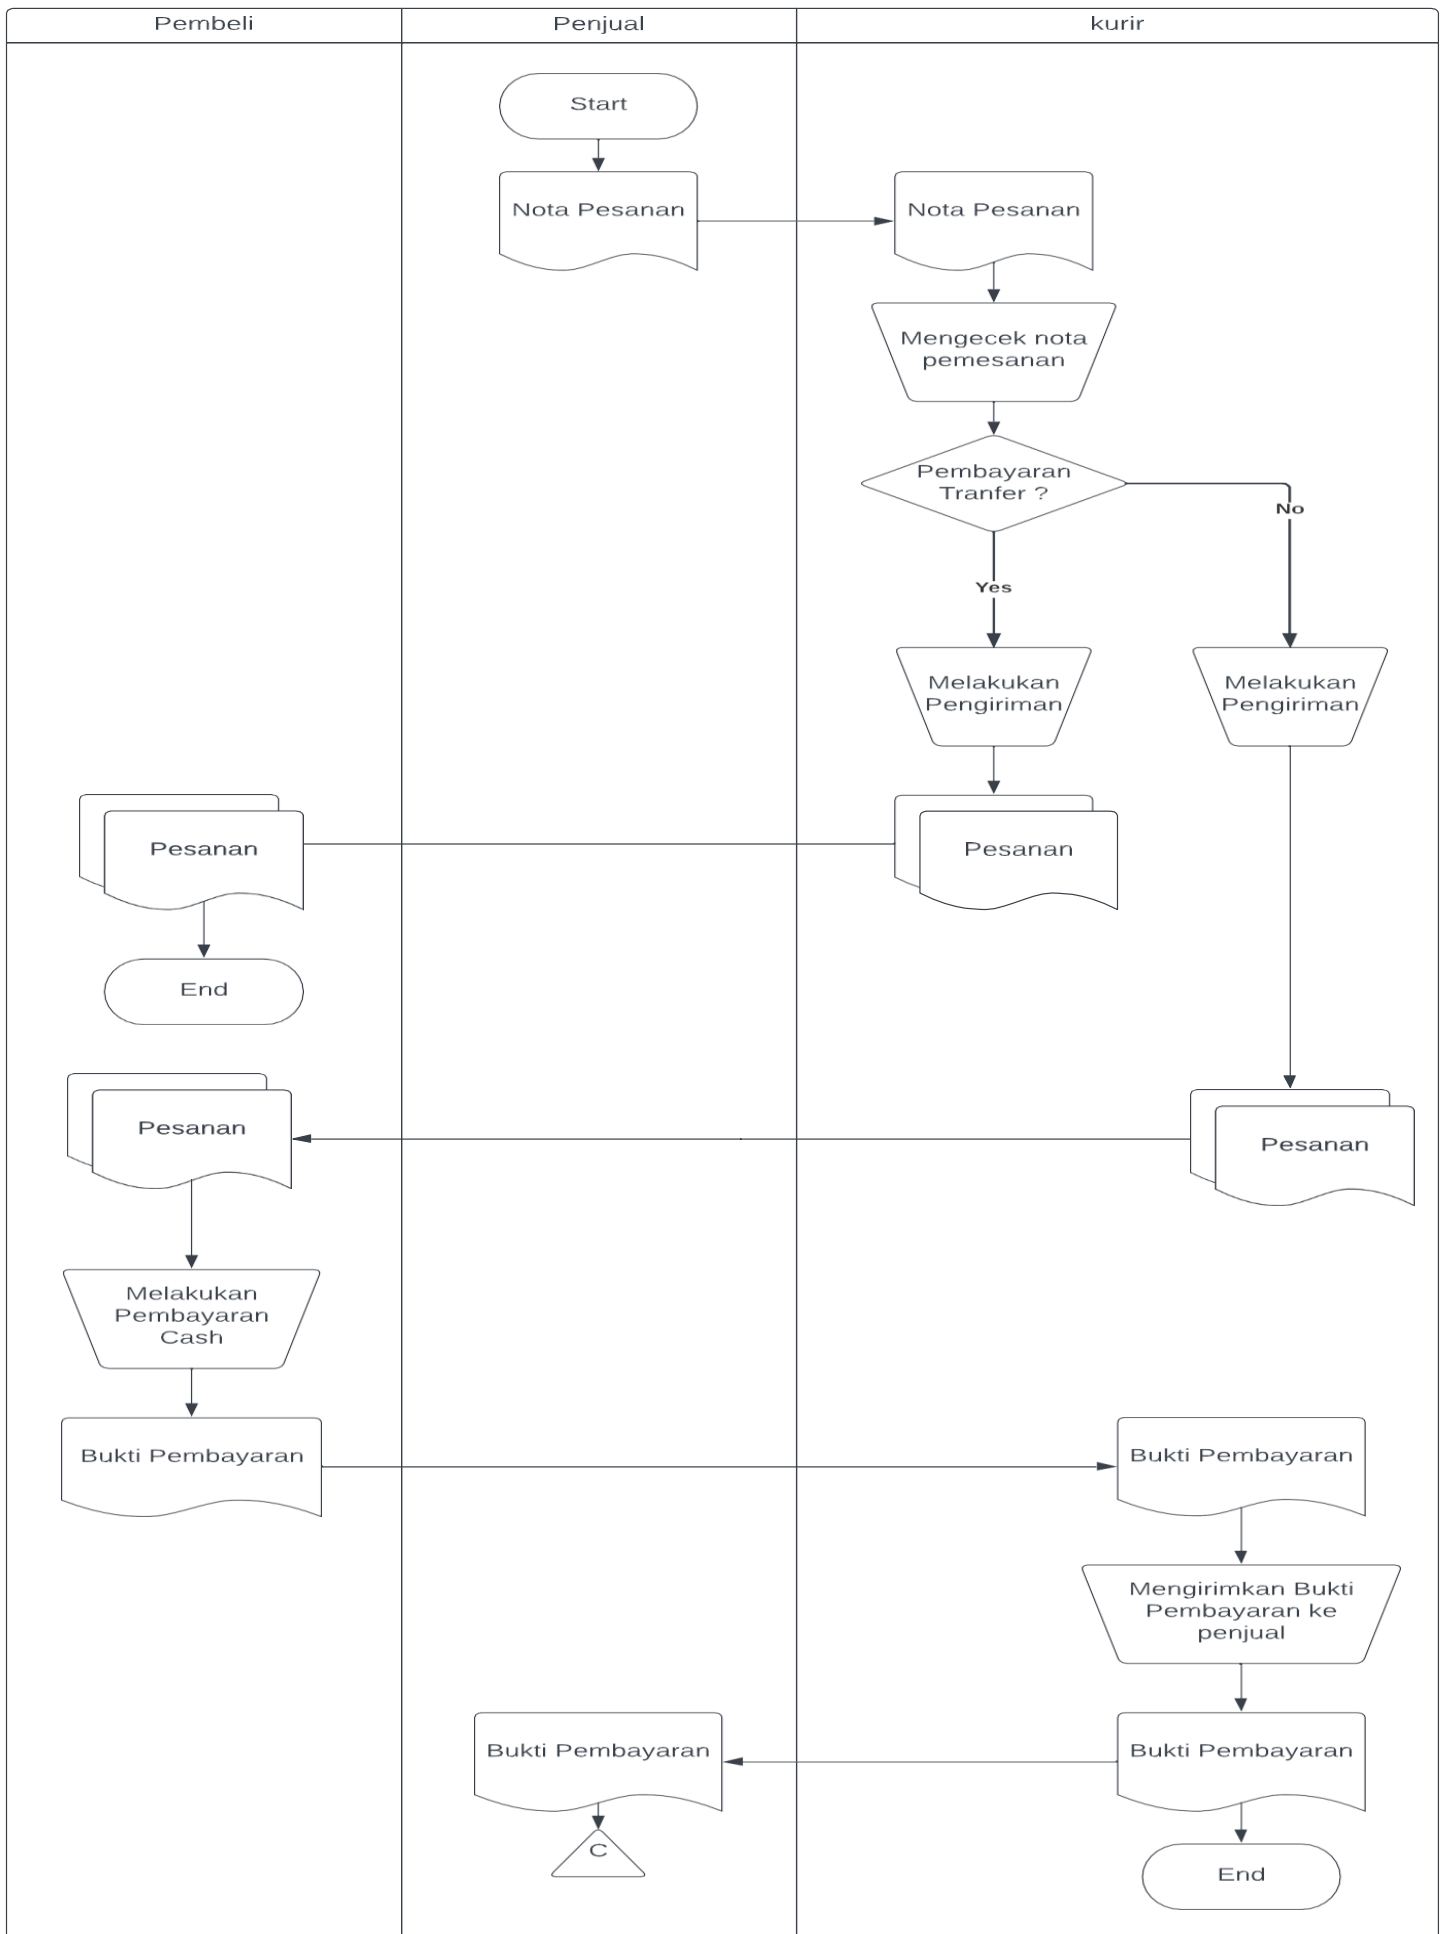 Pembeli
Penjual
kurir
Start
Nota Pesanan
Nota Pesanan
Mengecek nota
pemesanan
Pembayaran
Tranfer ?
No
Yes
Melakukan
Pengiriman
Melakukan
Pengiriman
Pesanan
Pesanan
End
Pesanan
Pesanan
Melakukan
Pembayaran
Cash
Bukti Pembayaran
Bukti Pembayaran
Mengirimkan Bukti
Pembayaran ke
penjual
Bukti Pembayaran
Bukti Pembayaran
C
End